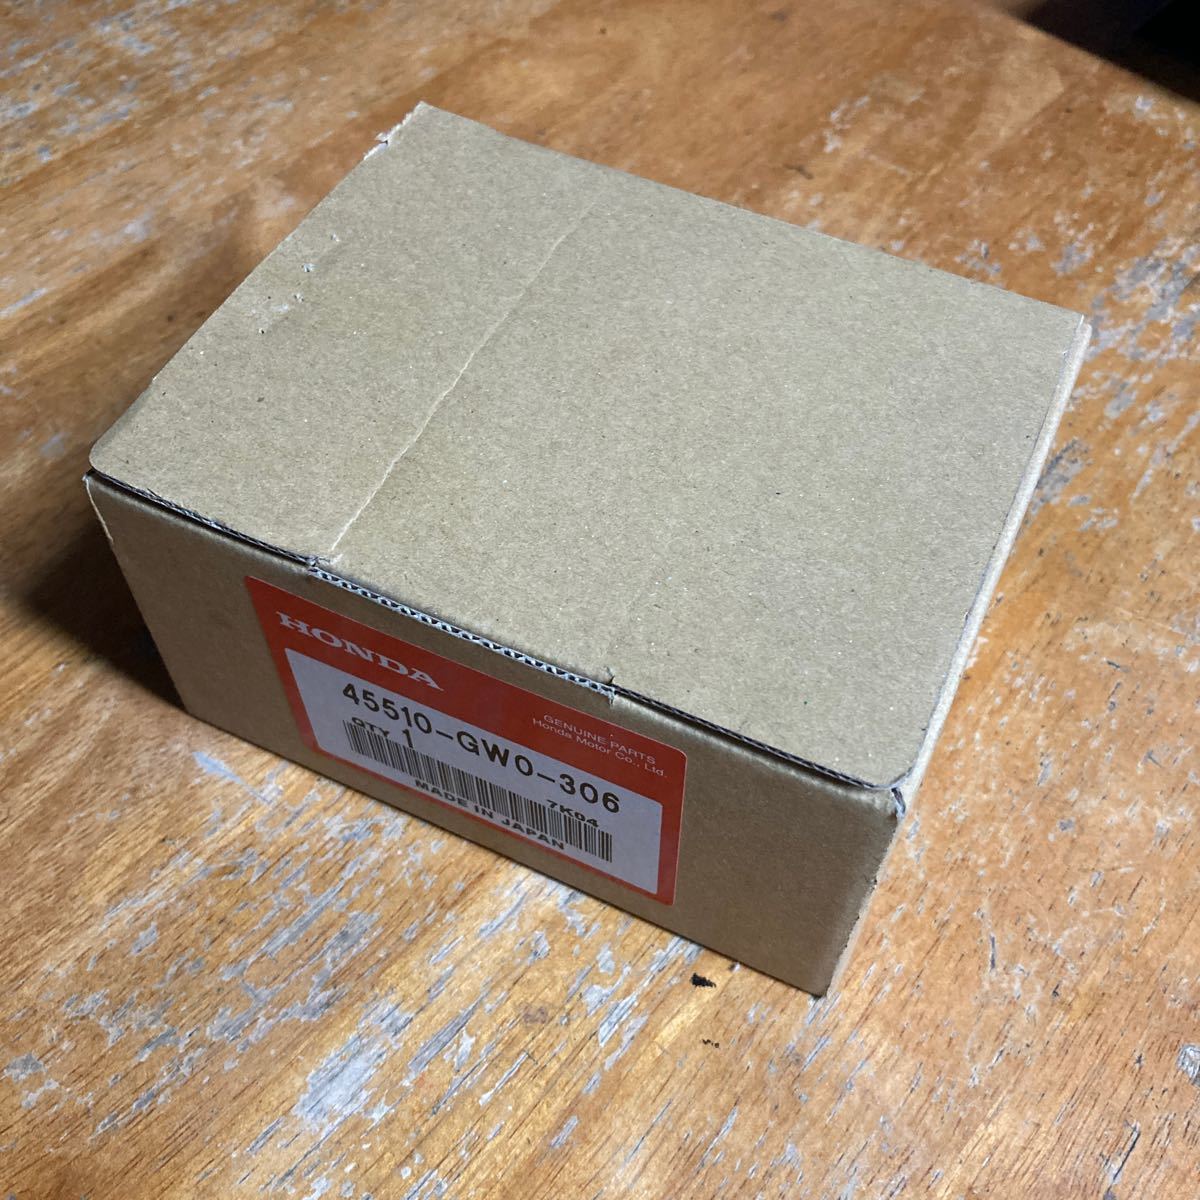 HONDA
GENUINE PARTS
Honda Motor Co., Ltd.
45510-GW0-306
QTY 1
7K04
MADE IN JAPAN